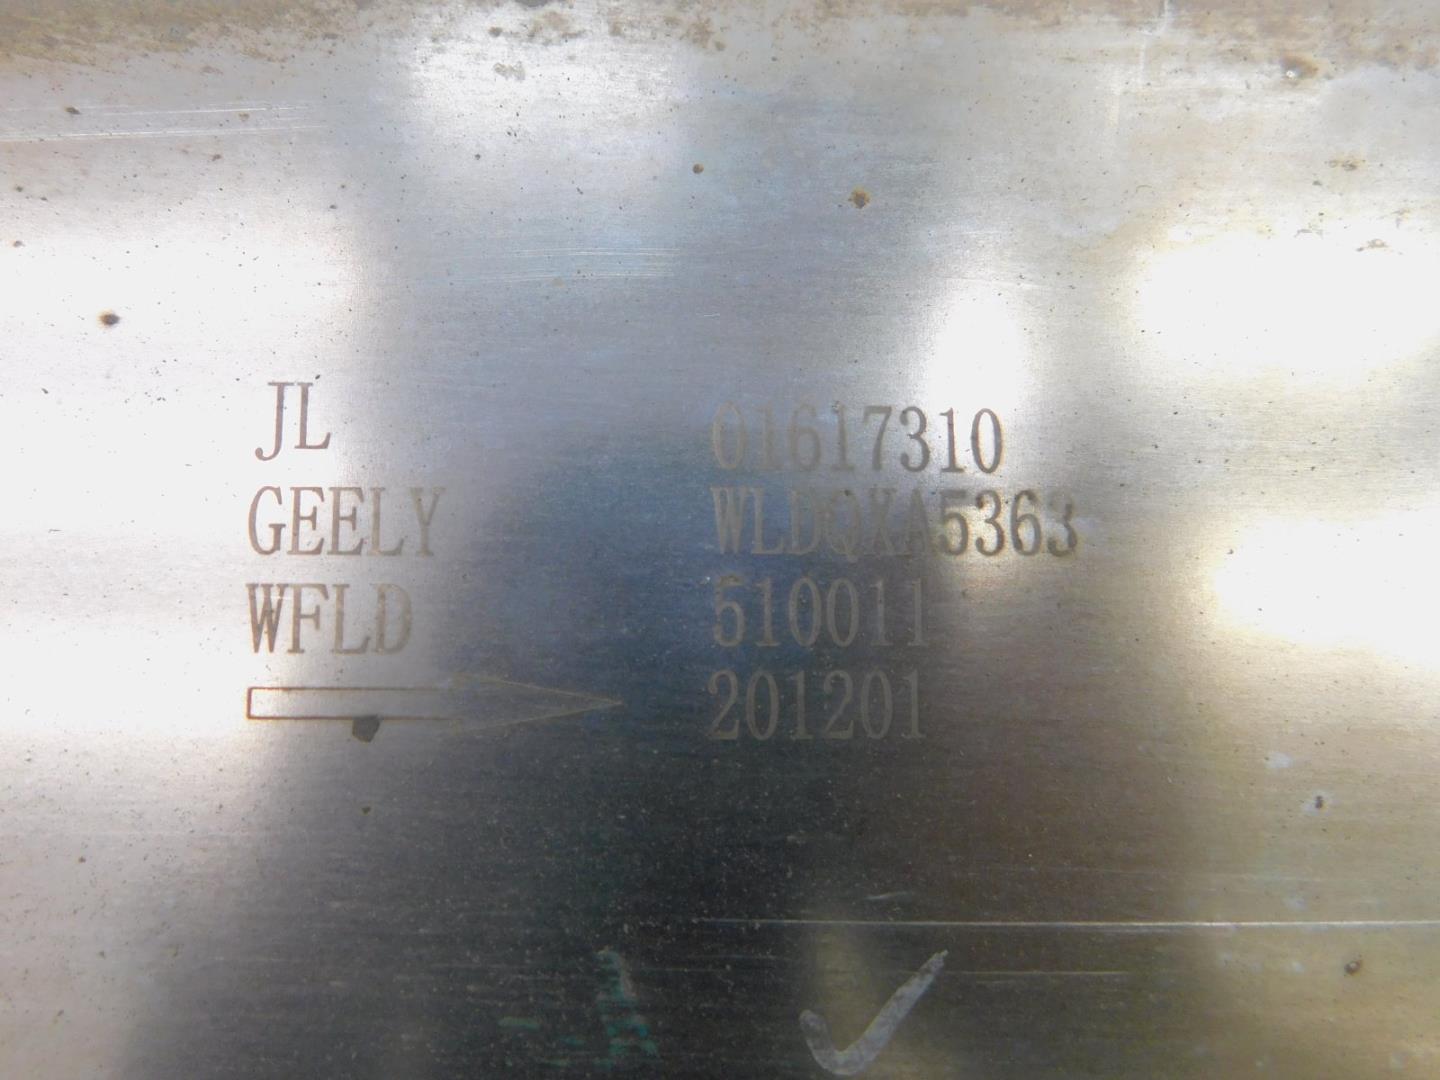 JL 01617310
GEELY WLDQXA5363
WFLD 510011
201201